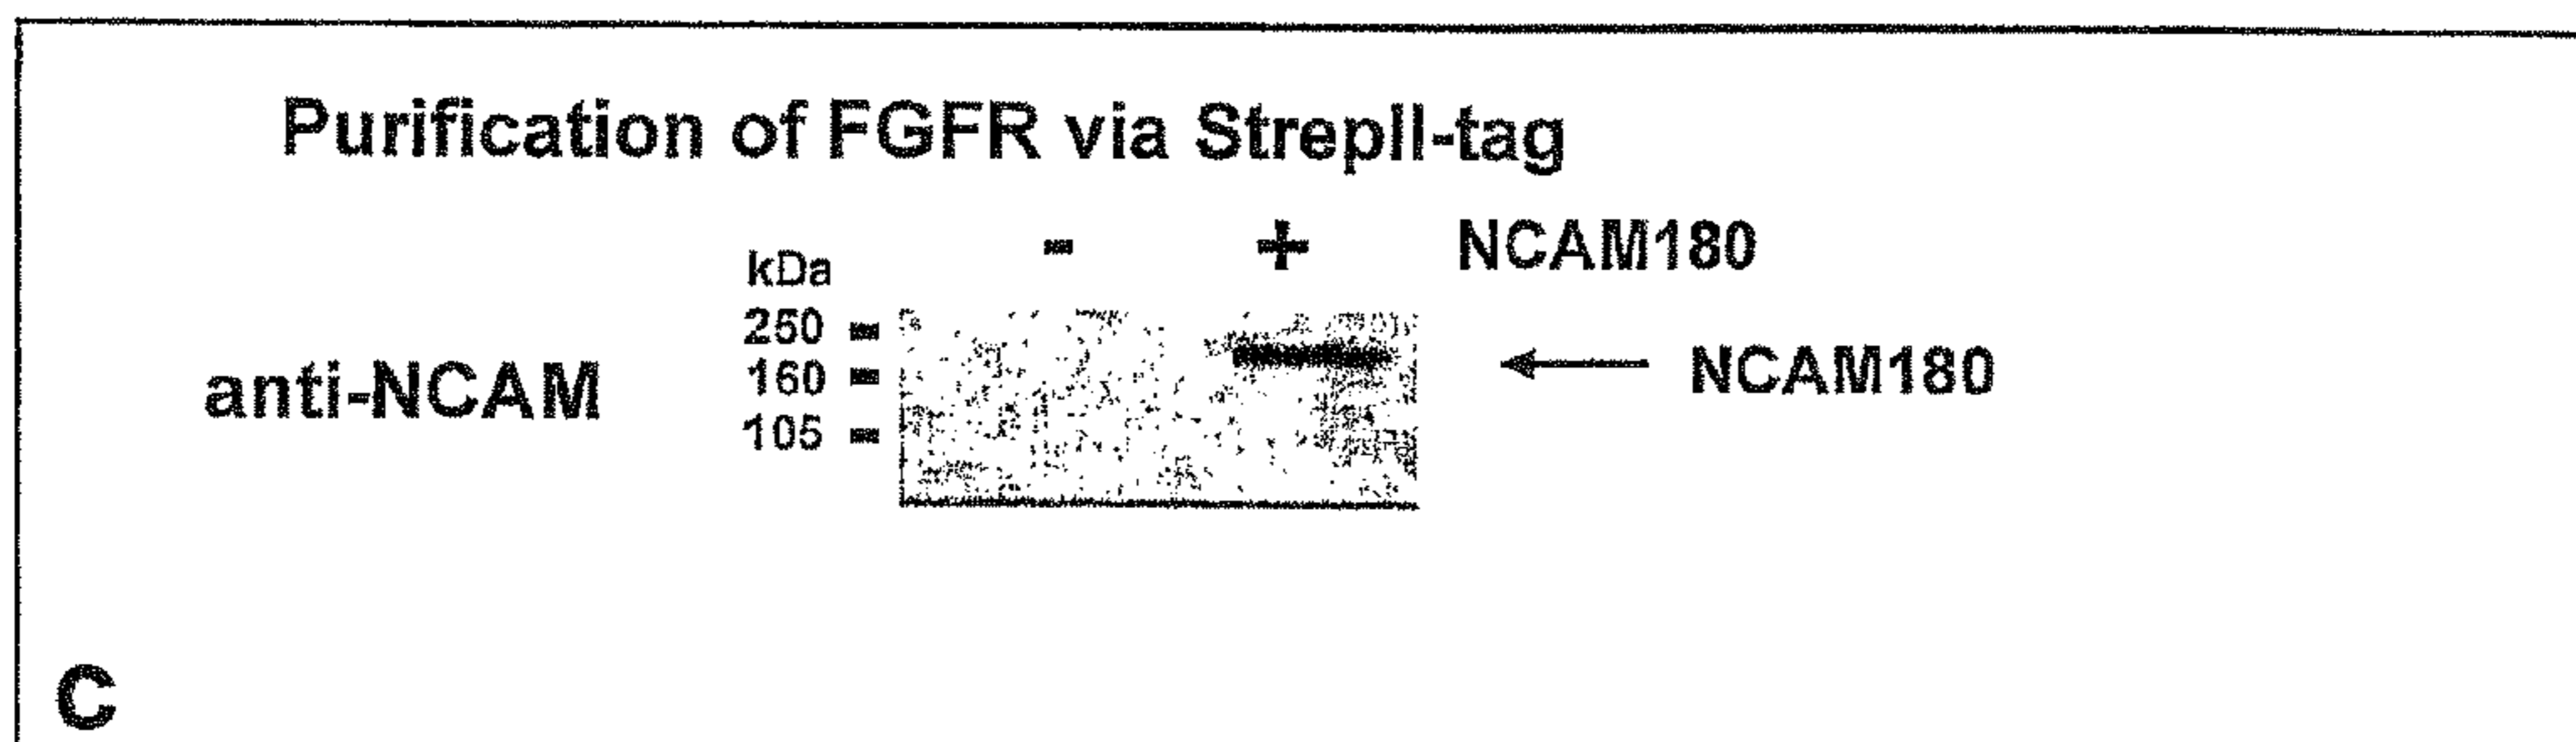 Purification of FGFR via StrepII-tag
- + NCAM180
kDa
250
anti-NCAM 160 NCAM180
105
C